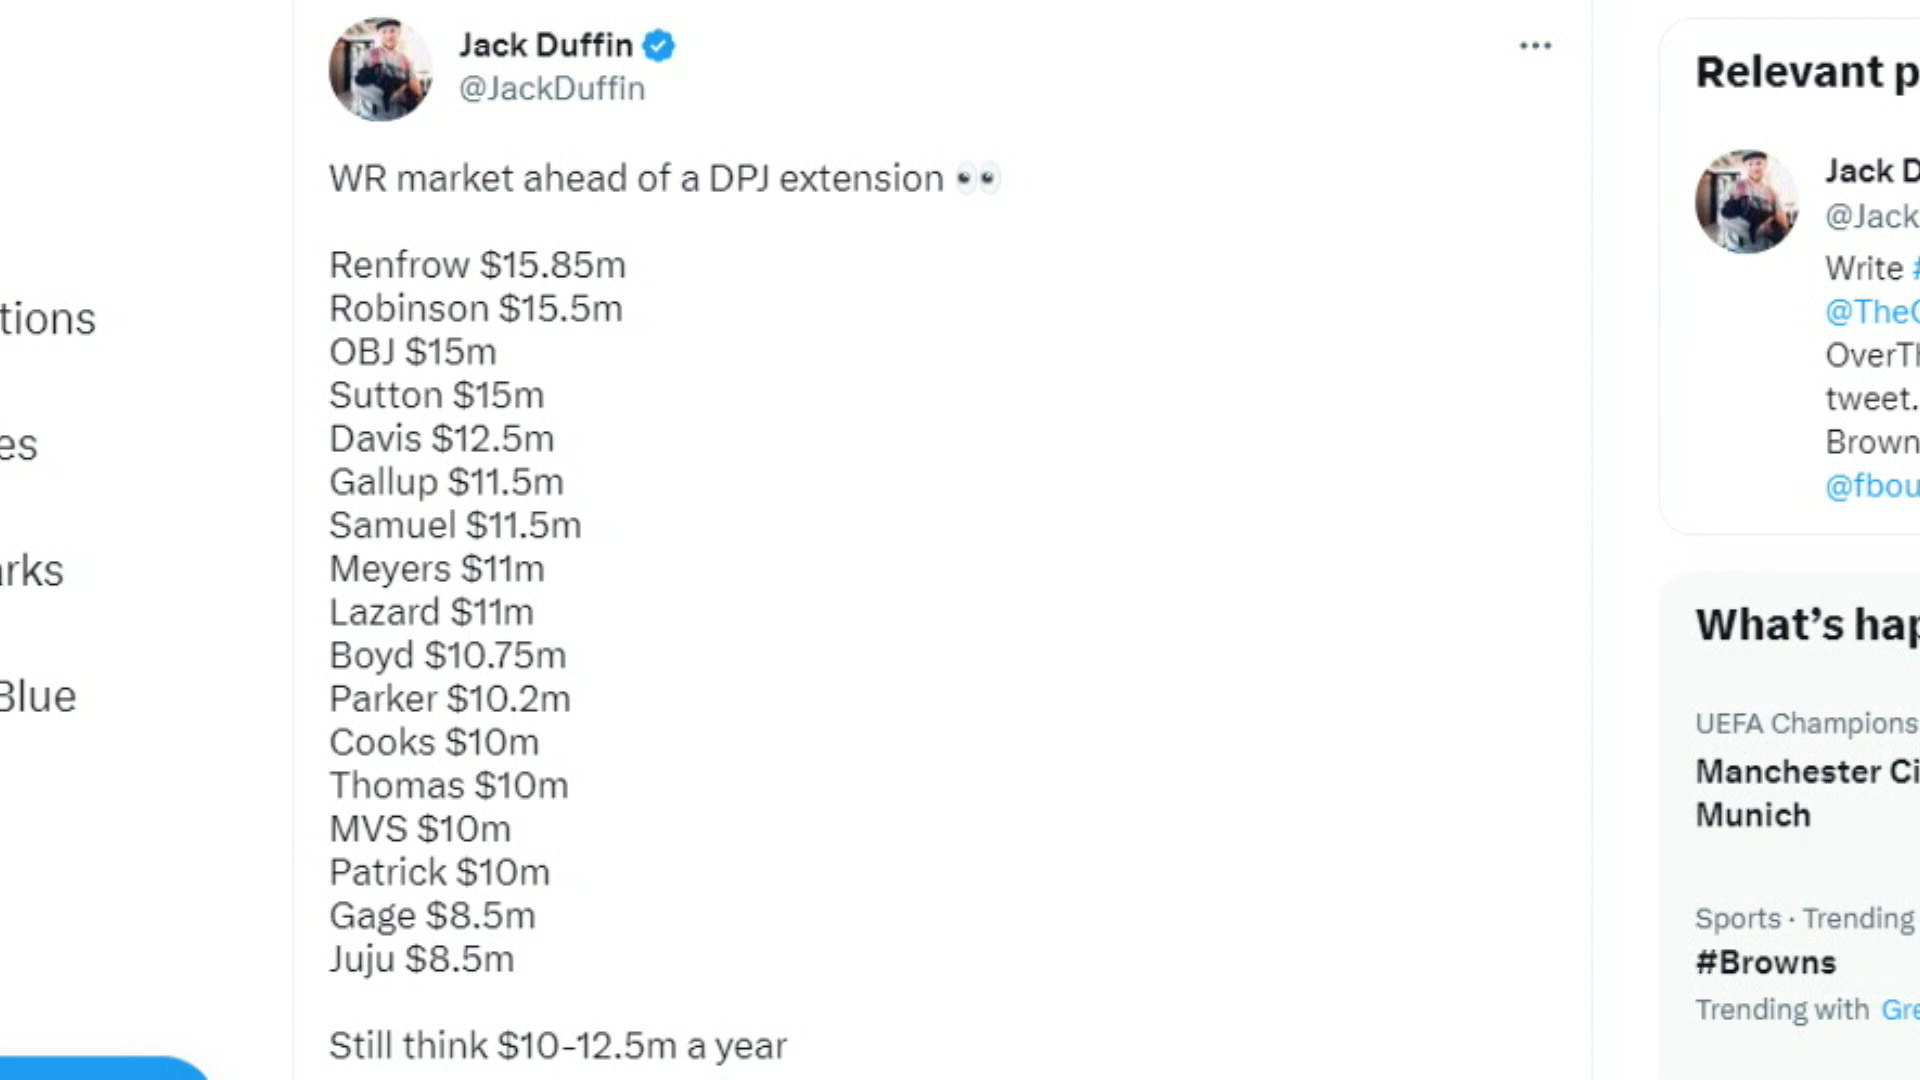 Jack Duffin
@JackDuffin
WR market ahead of a DPJ extension 👀
Renfrow $15.85m
Robinson $15.5m
OBJ $15m
Sutton $15m
Davis $12.5m
Gallup $11.5m
Samuel $11.5m
Meyers $11m
Lazard $11m
Boyd $10.75m
Parker $10.2m
Cooks $10m
Thomas $10m
MVS $10m
Patrick $10m
Gage $8.5m
Juju $8.5m
Still think $10-12.5m a year
tions
es
arks
Blue
Relevant p
Jack D
@Jack
Write #
@TheO
OverTh
tweet.
Brown
@fbou
What's hap
UEFA Champions
Manchester Ci
Munich
Sports · Trending
#Browns
Trending with Gre